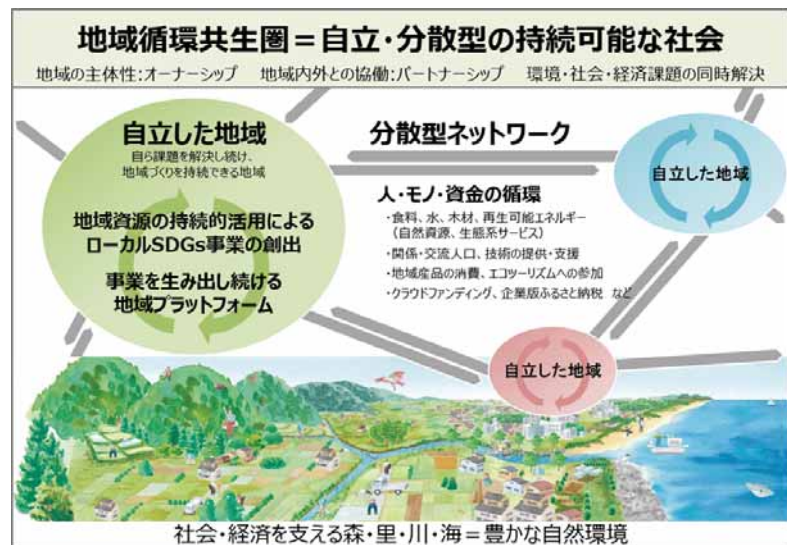 地域循環共生圏＝自立・分散型の持続可能な社会
地域の主体性：オーナーシップ　地域内外との協働：パートナーシップ　環境・社会・経済課題の同時解決
自立した地域
自ら課題を解決し続け、
地域づくりを持続できる地域
地域資源の持続的活用による
ローカルSDGs事業の創出
事業を生み出し続ける
地域プラットフォーム
分散型ネットワーク
人・モノ・資金の循環
・食料、水、木材、再生可能エネルギー
（自然資源、生態系サービス）
・関係・交流人口、技術の提供・支援
・地域産品の消費、エコツーリズムへの参加
・クラウドファンディング、企業版ふるさと納税　など
自立した地域
自立した地域
社会・経済を支える森・里・川・海＝豊かな自然環境